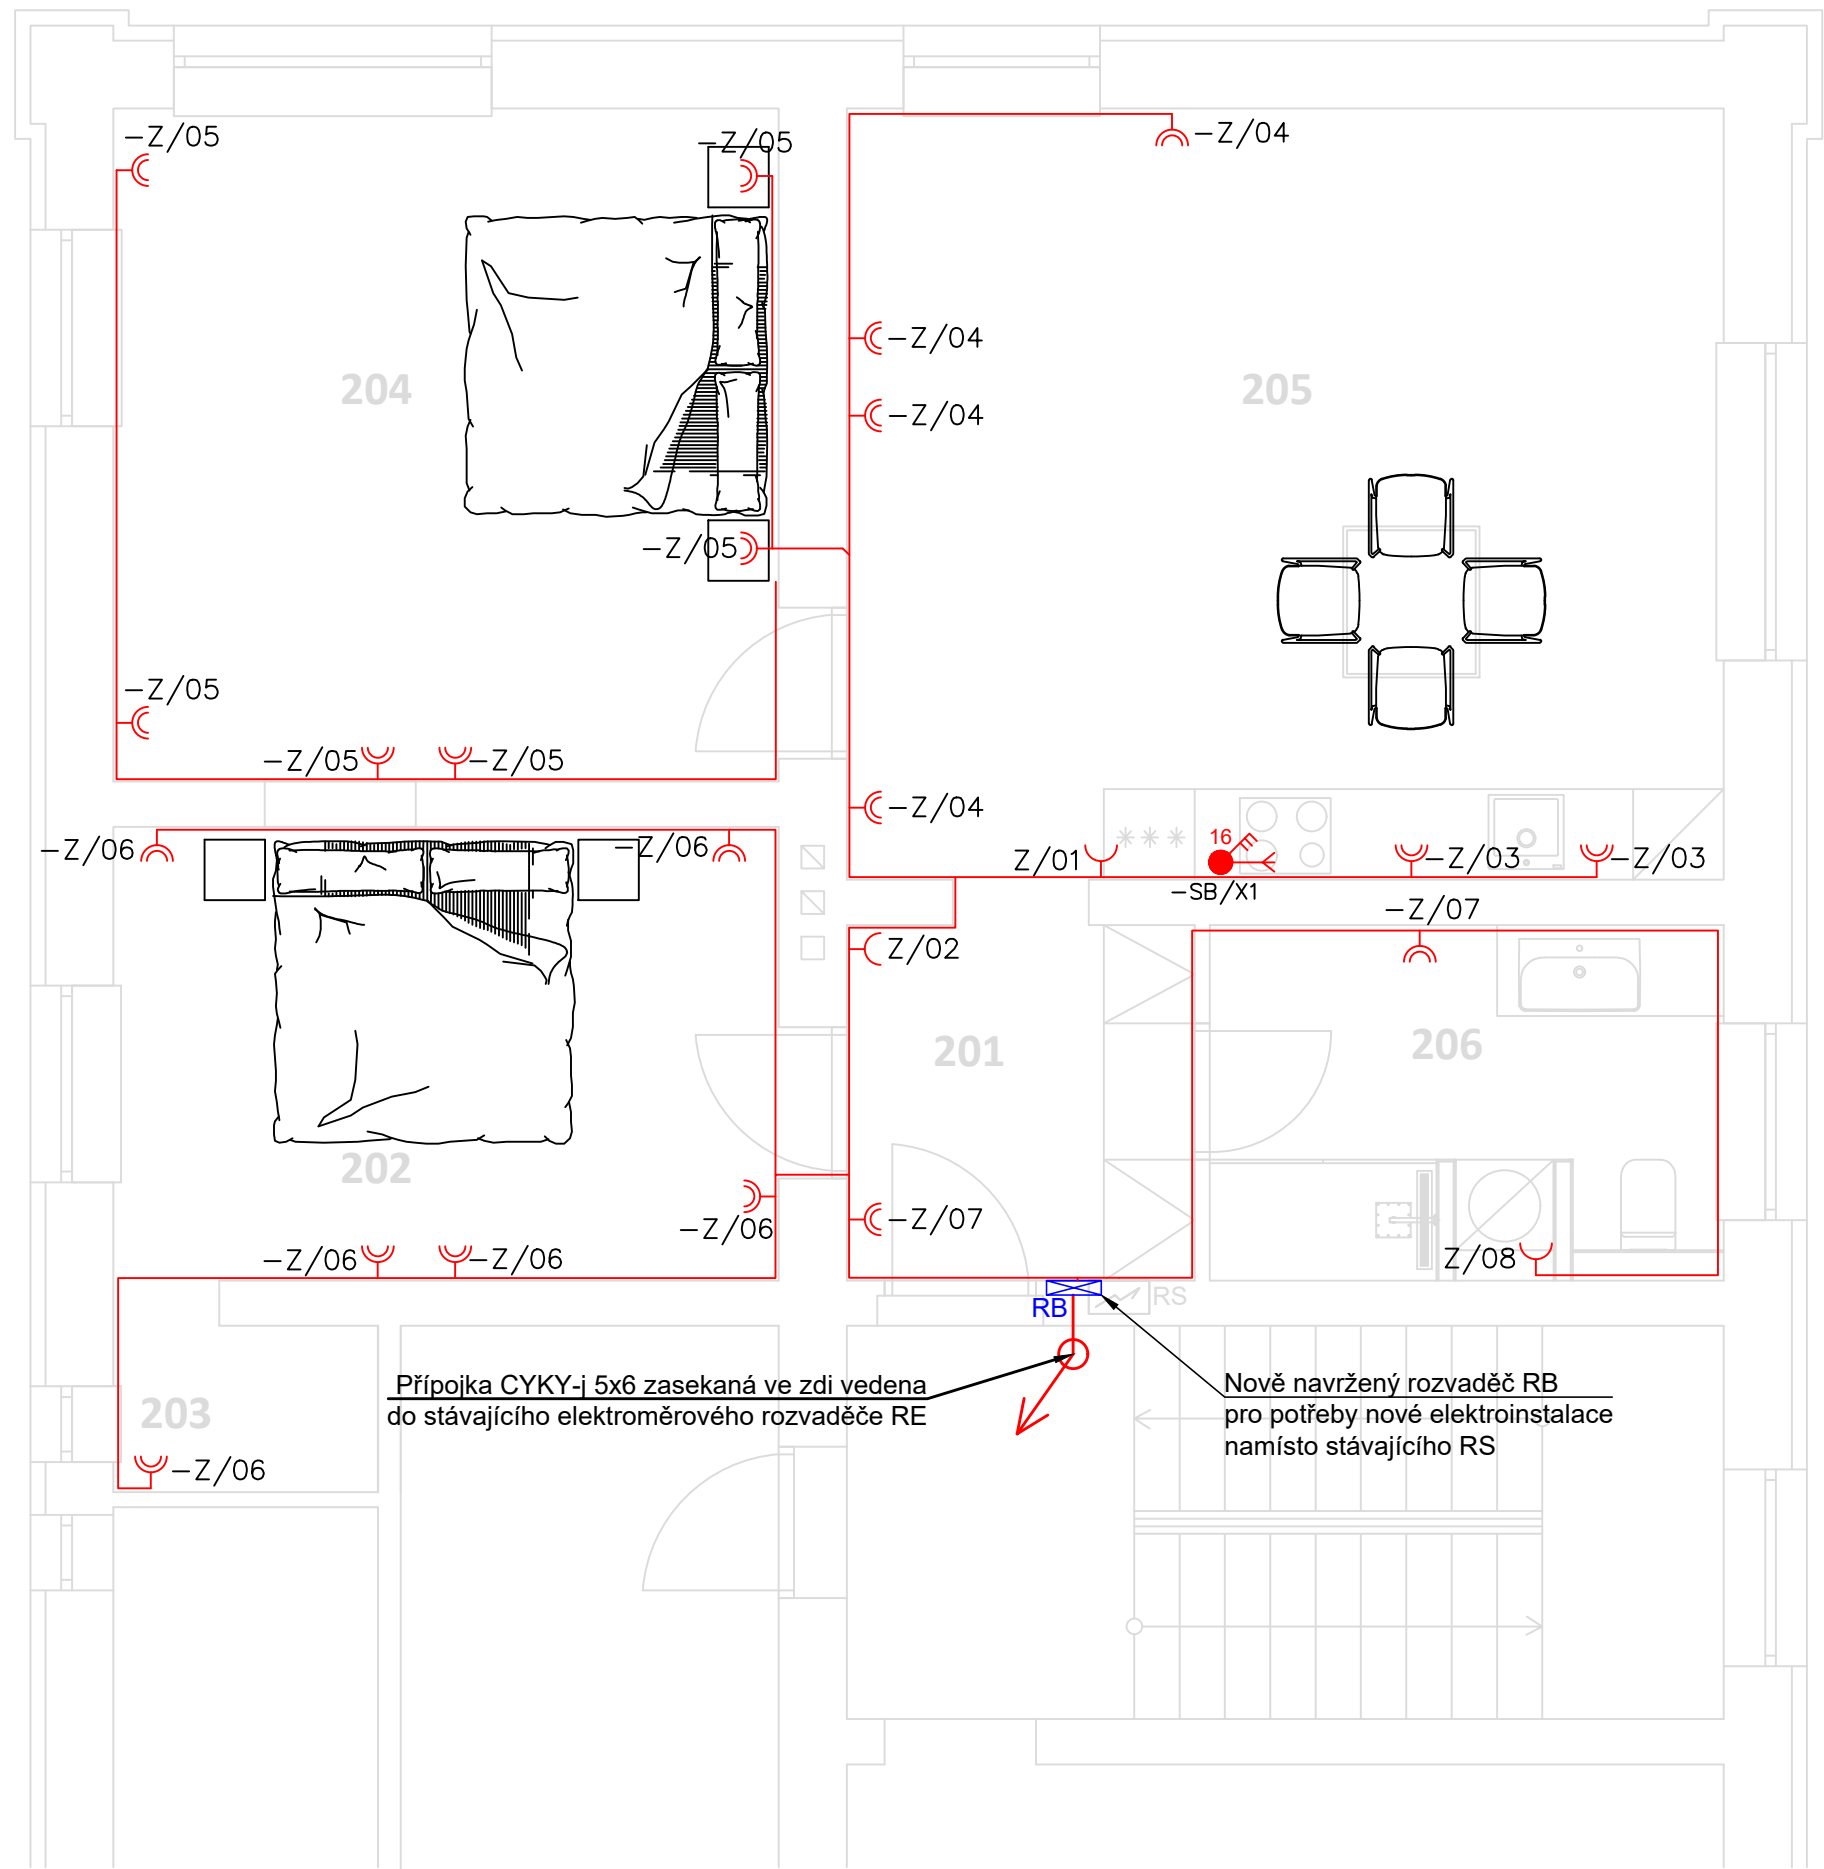 -Z/05
-Z/05
-Z/04
-Z/04
204
205
-Z/04
-Z/05
-Z/05
-Z/05
-Z/05
-Z/04
-Z/06
-Z/06
16
Z/01
-Z/03
-Z/03
-SB/X1
-Z/07
Z/02
201
206
202
-Z/06
-Z/07
-Z/06
-Z/06
Z/08
RB
RS
Přípojka CYKY-j 5x6 zasekaná ve zdi vedena
do stávajícího elektroměrového rozvaděče RE
Nově navržený rozvaděč RB
pro potřeby nové elektroinstalace
namísto stávajícího RS
203
-Z/06